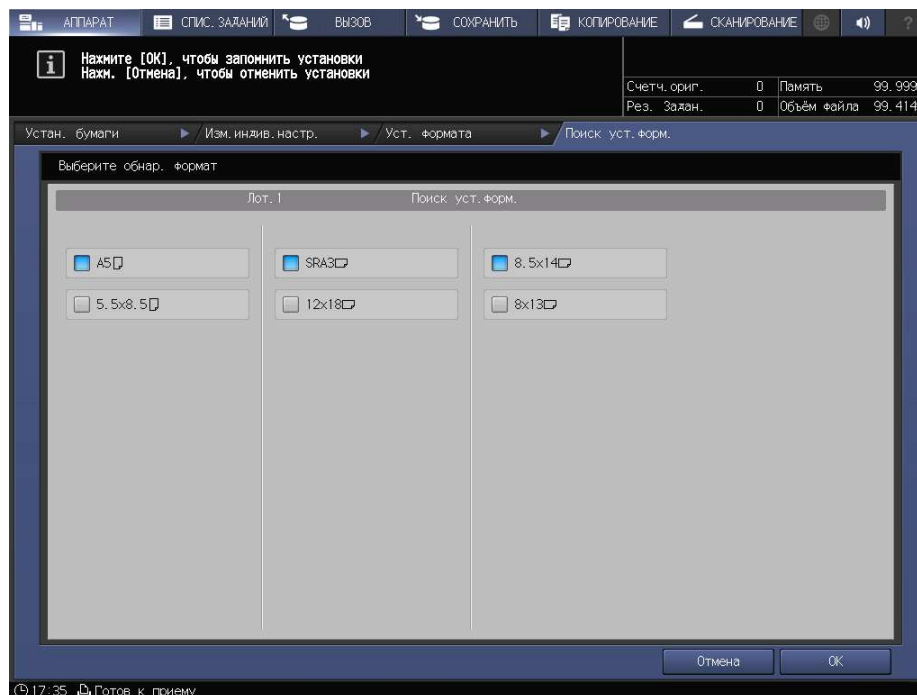 АППАРАТ СПИС. ЗАДАНИЙ ВЫЗОВ СОХРАНИТЬ КОПИРОВАНИЕ СКАНИРОВАНИЕ ?
Нажмите [OK], чтобы запомнить установки
Нажм. [Отмена], чтобы отменить установки
Счетч.ориг. 0 Память 99.999
Рез. Задан. 0 Объём файла 99.414
Устан. бумаги Изм.индив.настр. Уст. формата Поиск уст.форм.
Выберите обнар. формат
Лот.1 Поиск уст.форм.
A5 SRA3 8.5x14
5.5x8.5 12x18 8x13
Отмена OK
17:35 Готов к приему